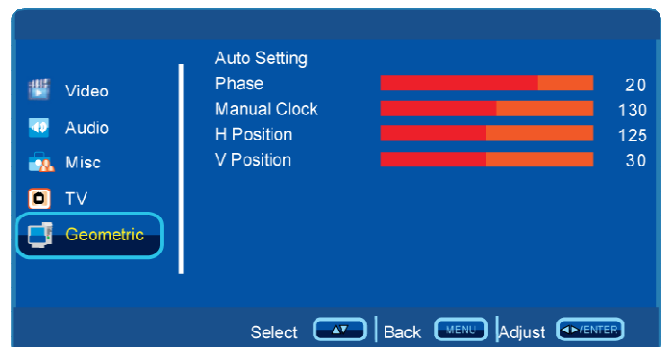 Video
Audio
Misc
TV
Geometric
Auto Setting
Phase 20
Manual Clock 130
H Position 125
V Position 30
Select ▲▼ Back MENU Adjust ◄►/ENTER